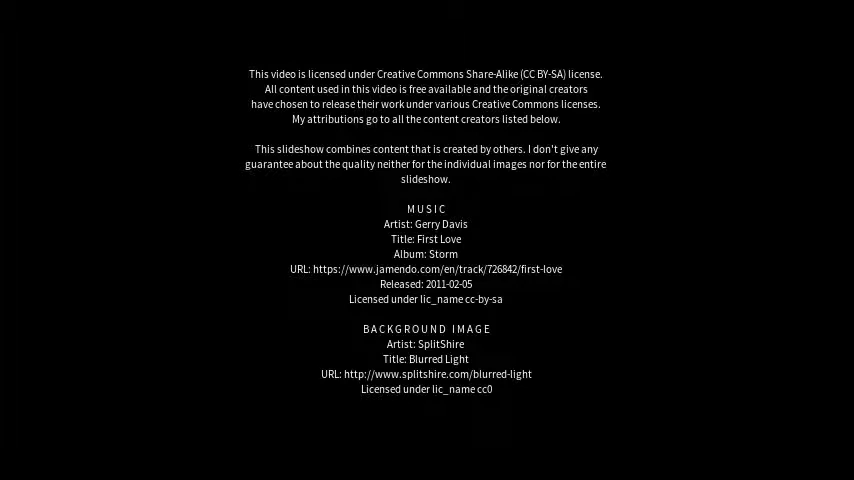 This video is licensed under Creative Commons Share-Alike (CC BY-SA) license.
All content used in this video is free available and the original creators
have chosen to release their work under various Creative Commons licenses.
My attributions go to all the content creators listed below.
This slideshow combines content that is created by others. I don't give any
guarantee about the quality neither for the individual images nor for the entire
slideshow.
MUSIC
Artist: Gerry Davis
Title: First Love
Album: Storm
URL: https://www.jamendo.com/en/track/726842/first-love
Released: 2011-02-05
Licensed under lic_name cc-by-sa
BACKGROUND IMAGE
Artist: SplitShire
Title: Blurred Light
URL: http://www.splitshire.com/blurred-light
Licensed under lic_name cc0